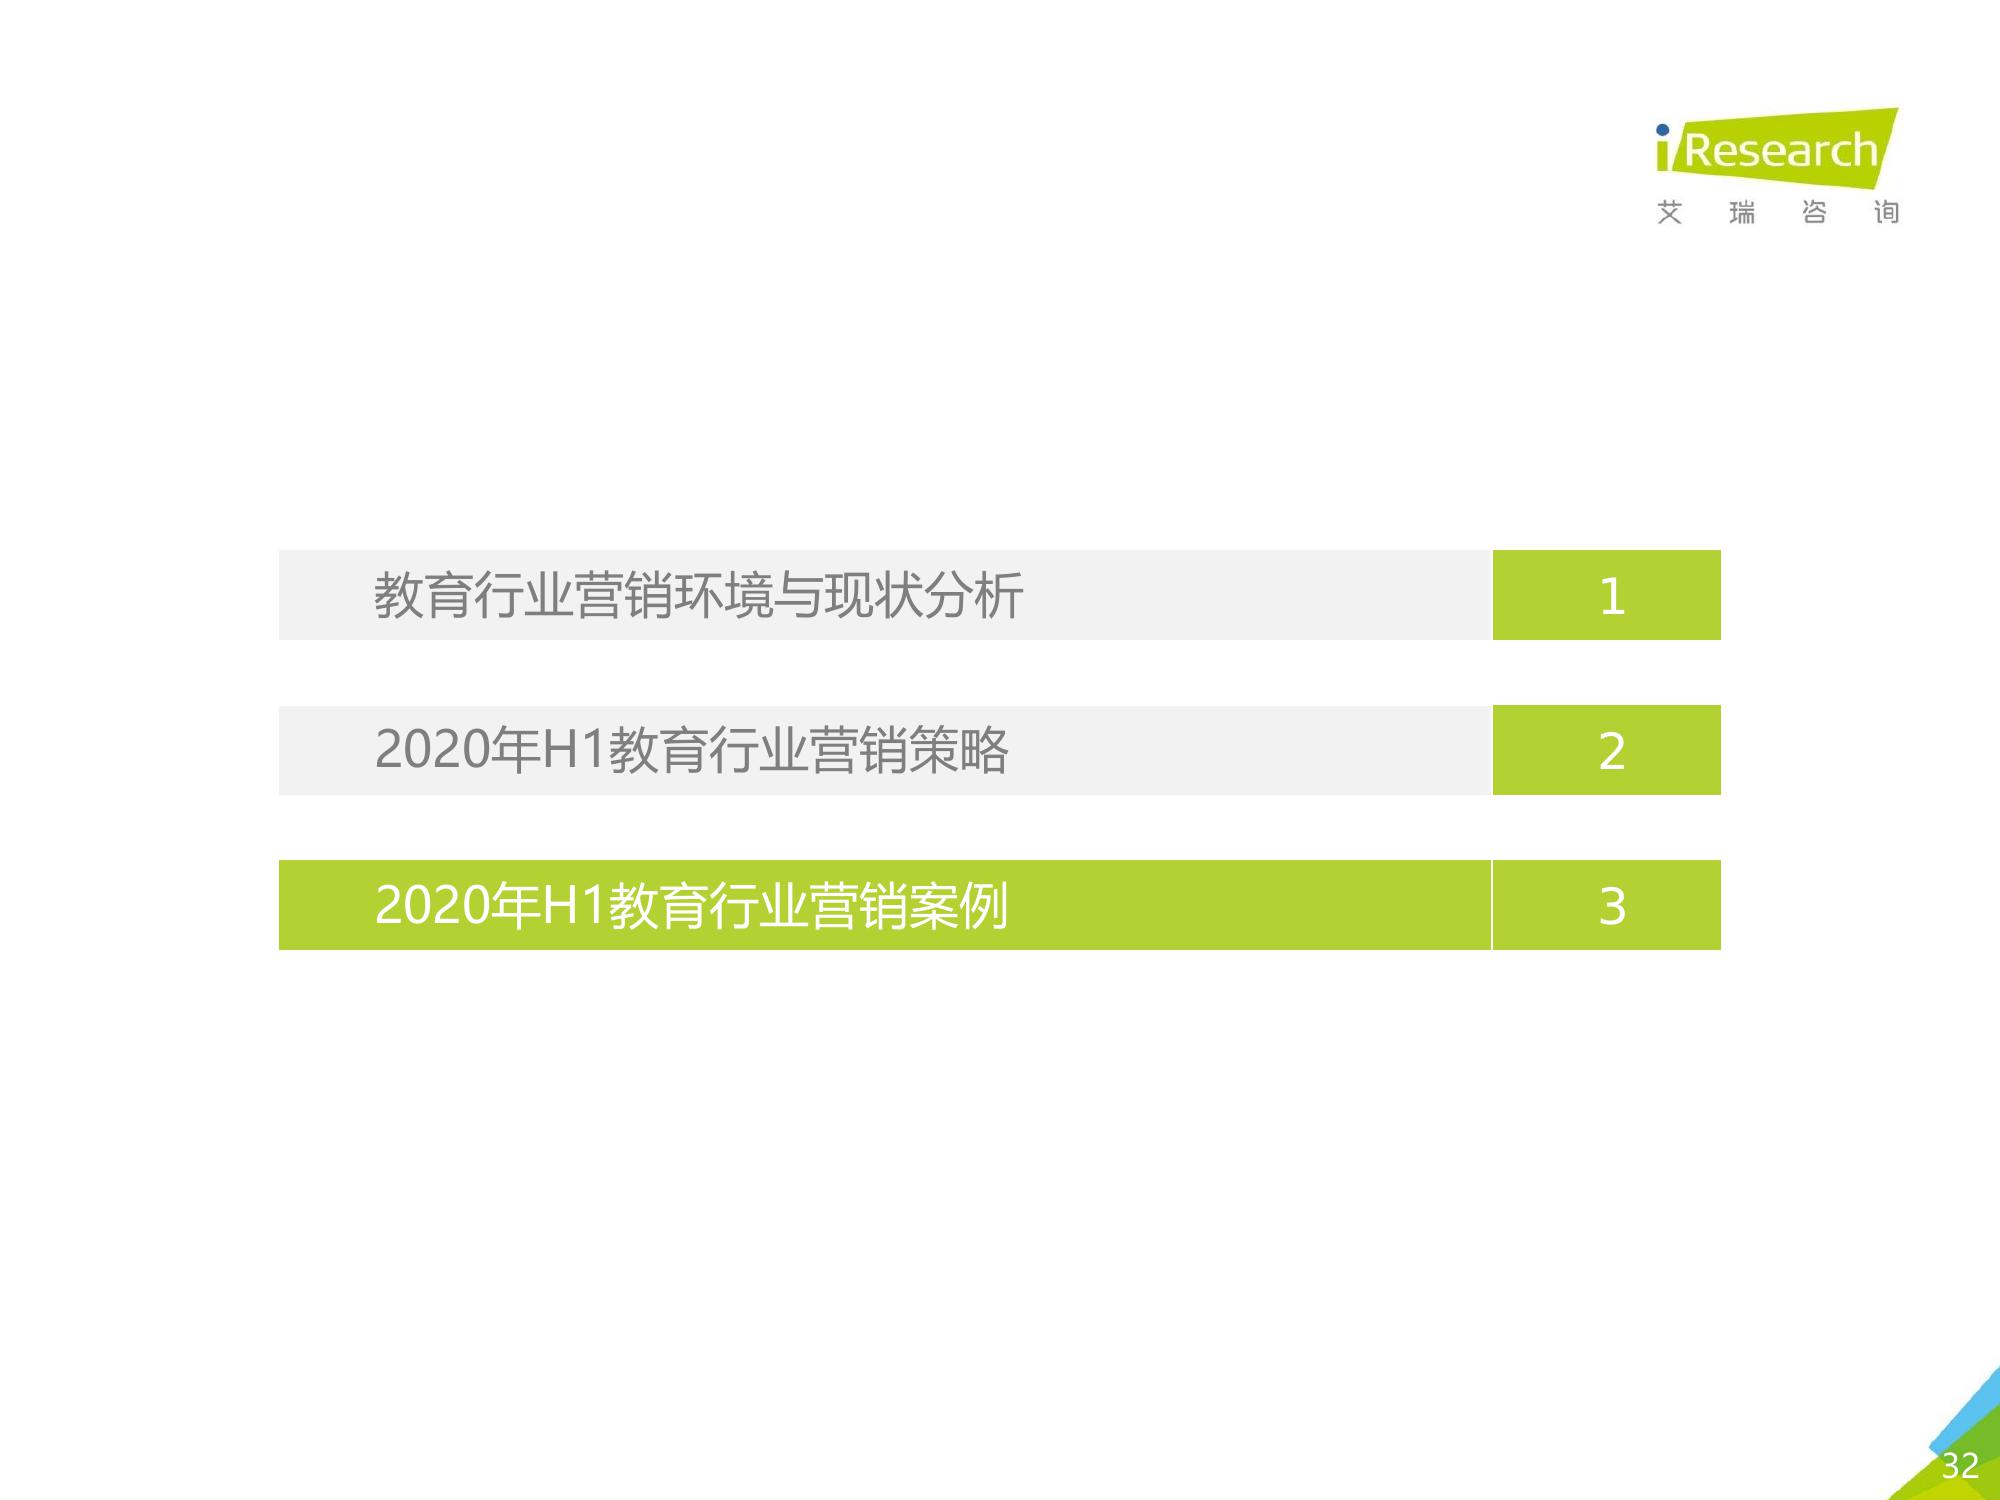 iResearch
艾瑞咨询
教育行业营销环境与现状分析 1
2020年H1教育行业营销策略 2
2020年H1教育行业营销案例 3
32